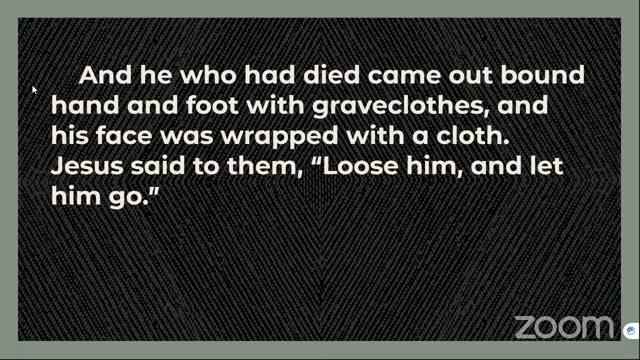 And he who had died came out bound
hand and foot with graveclothes, and
his face was wrapped with a cloth.
Jesus said to them, “Loose him, and let
him go.”
zoom